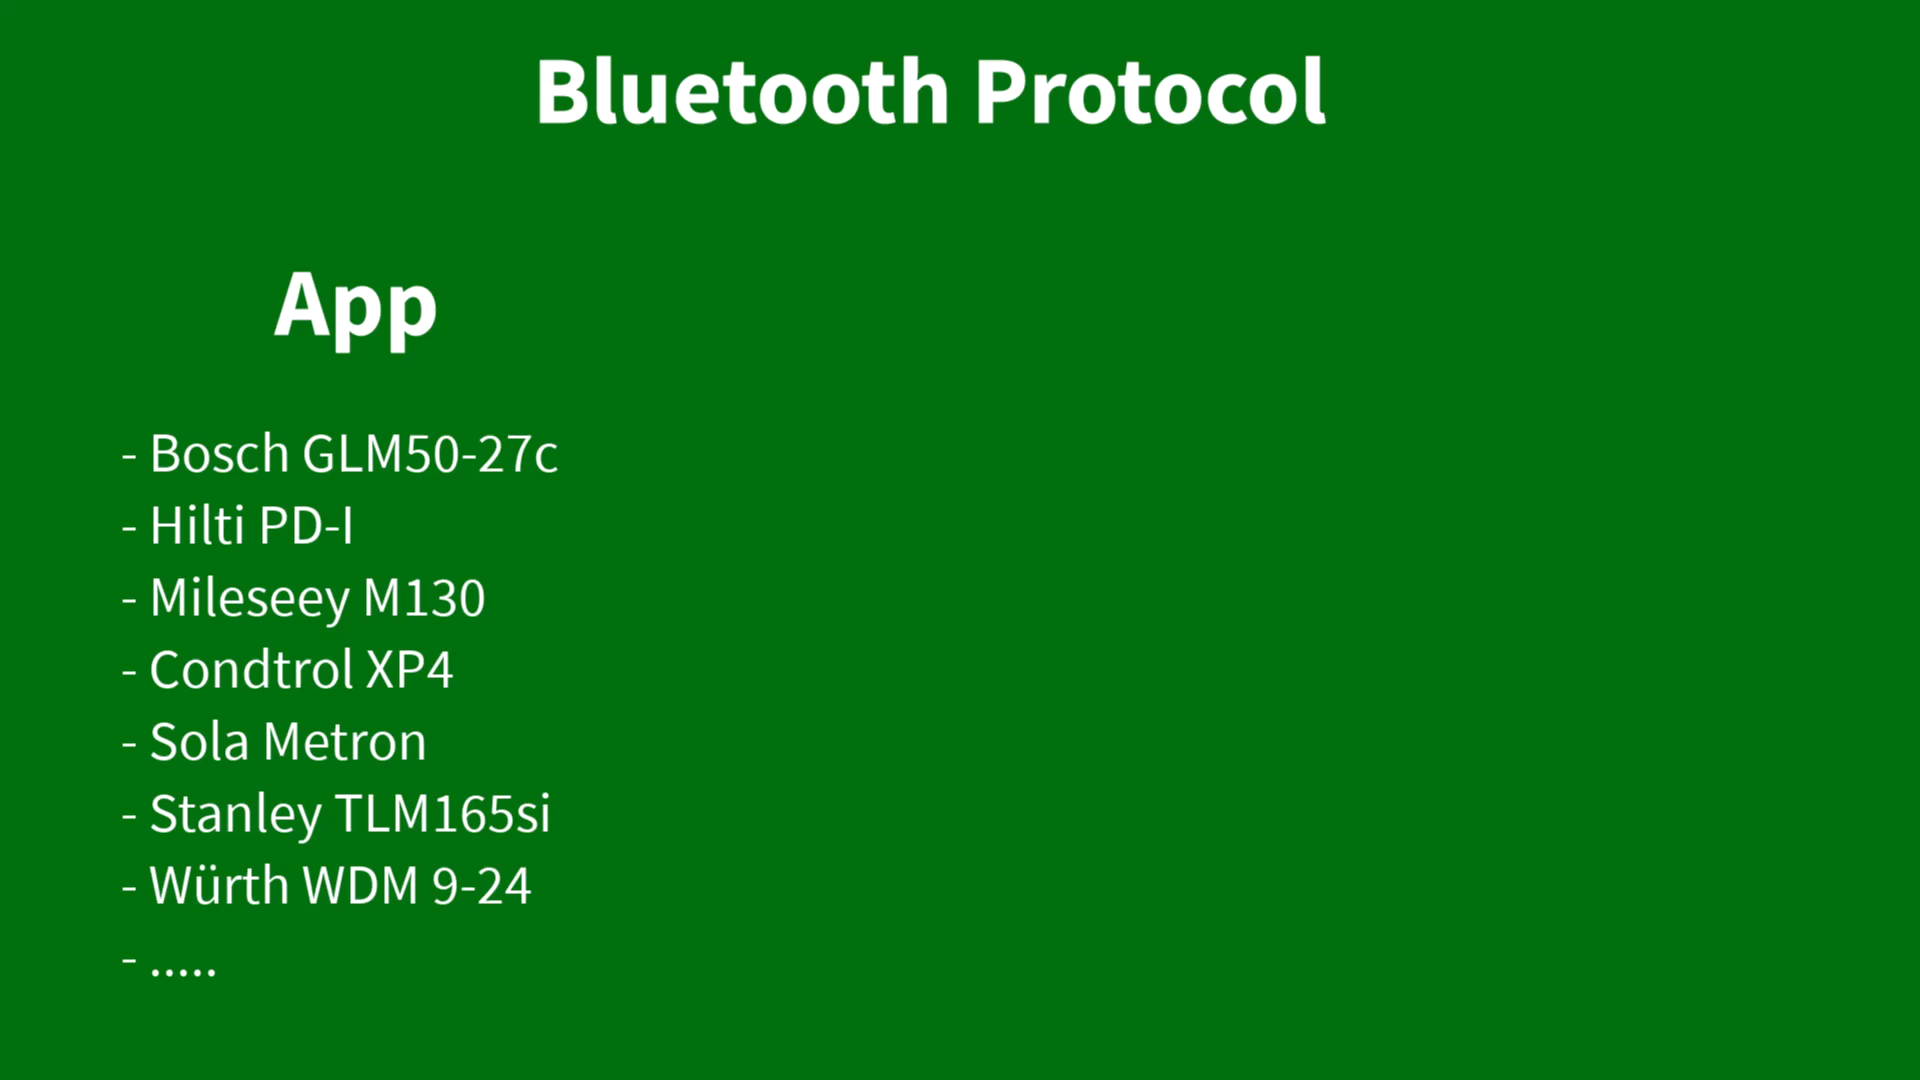 Bluetooth Protocol
App
- Bosch GLM50-27c
- Hilti PD-I
- Mileseey M130
- Condtrol XP4
- Sola Metron
- Stanley TLM165si
- Würth WDM 9-24
- .....